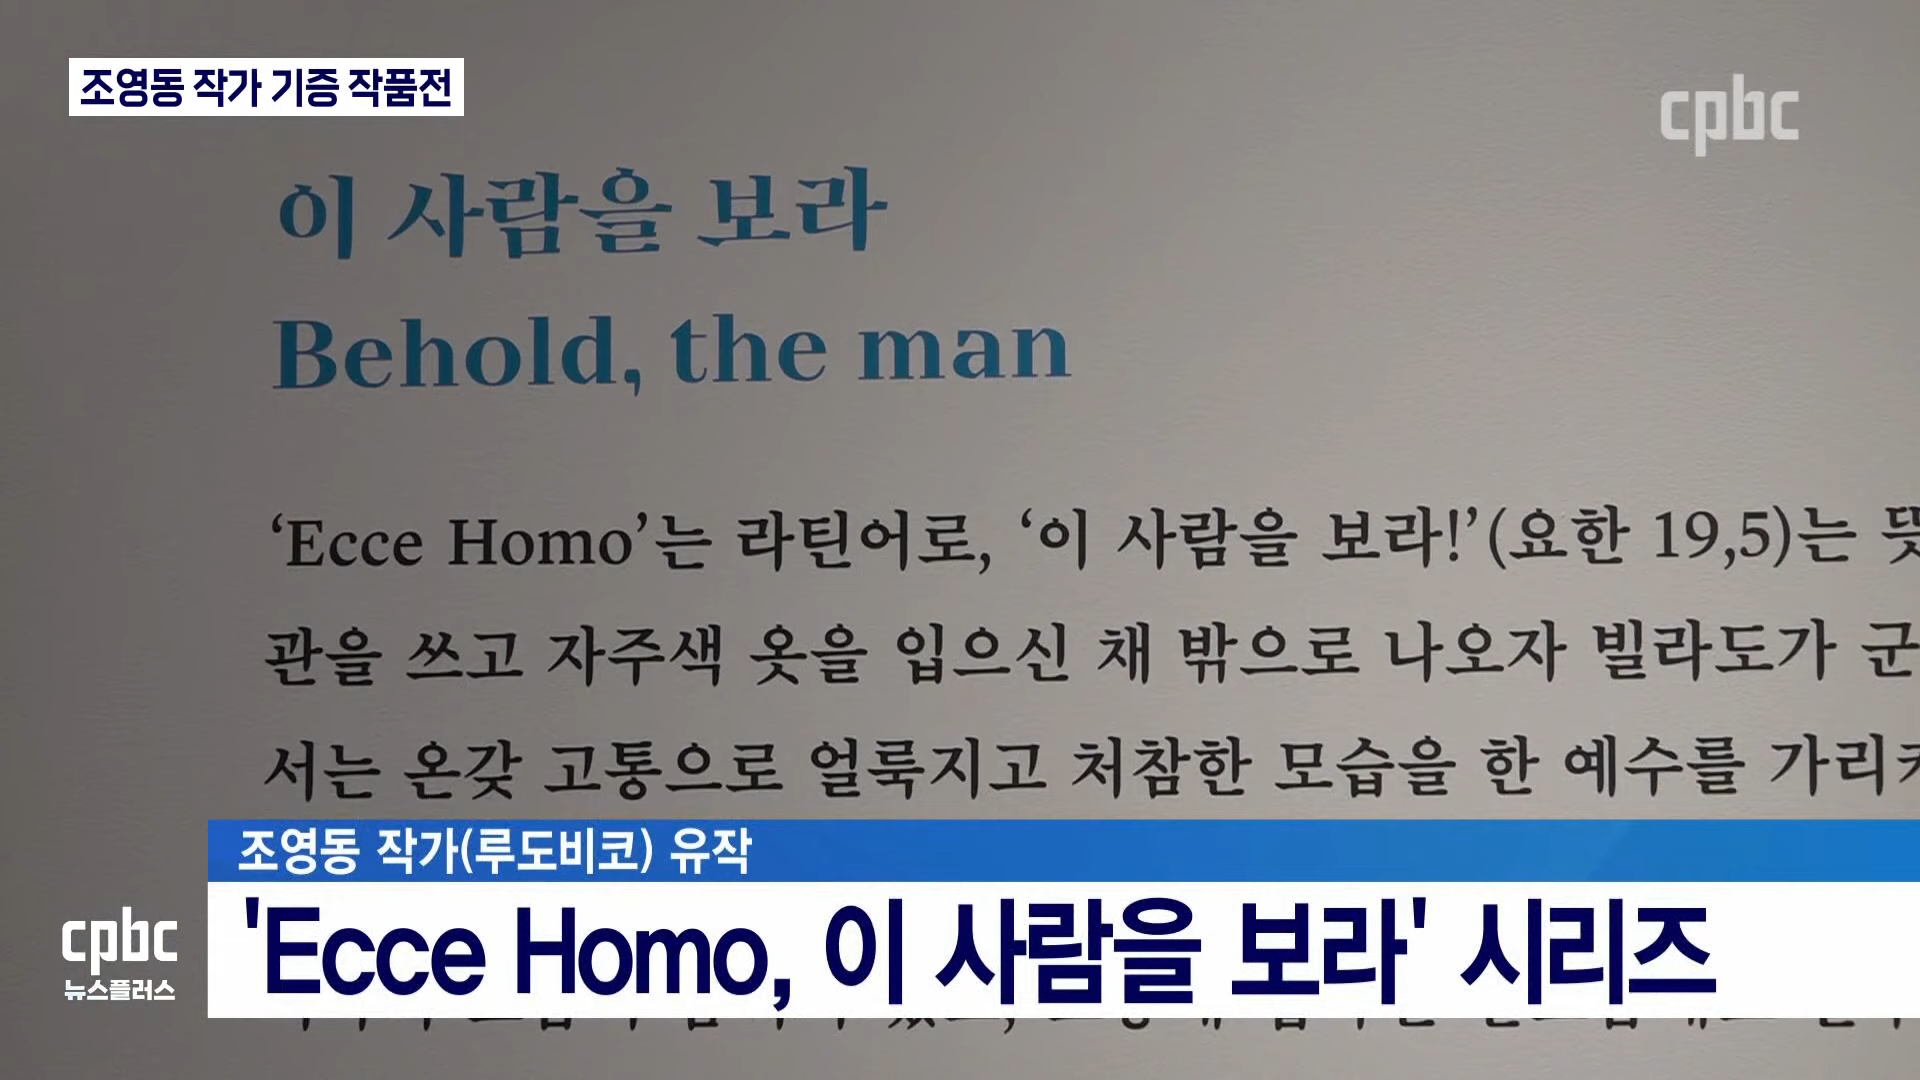 조영동 작가 기증 작품전
cpbc
이 사람을 보라
Behold, the man
‘Ecce Homo’는 라틴어로, ‘이 사람을 보라!’(요한 19,5)는
관을 쓰고 자주색 옷을 입으신 채 밖으로 나오자 빌라도가
서는 온갖 고통으로 얼룩지고 처참한 모습을 한 예수를
조영동 작가(루도비코) 유작
'Ecce Homo, 이 사람을 보라' 시리즈
cpbc
뉴스플러스